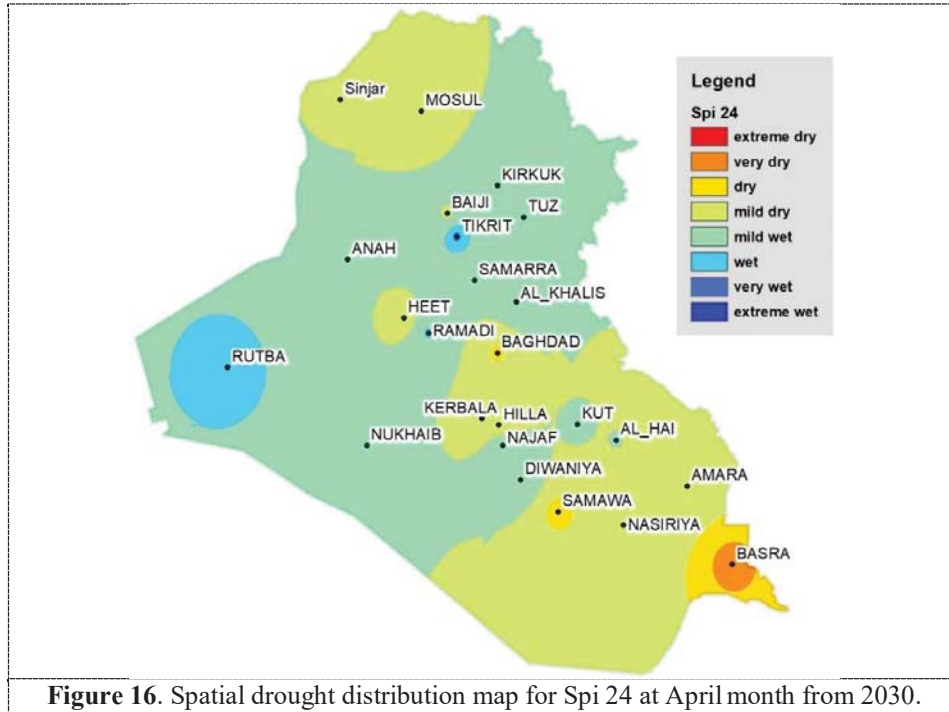 Legend
Spi 24
extreme dry
very dry
dry
mild dry
mild wet
wet
very wet
extreme wet
Sinjar
MOSUL
KIRKUK
BAIJI
TUZ
TIKRIT
ANAH
SAMARRA
AL_KHALIS
HEET
RAMADI
BAGHDAD
RUTBA
KERBALA
HILLA
KUT
AL_HAI
NUKHAIB
NAJAF
DIWANIYA
AMARA
SAMAWA
NASIRIYA
BASRA
Figure 16. Spatial drought distribution map for Spi 24 at April month from 2030.